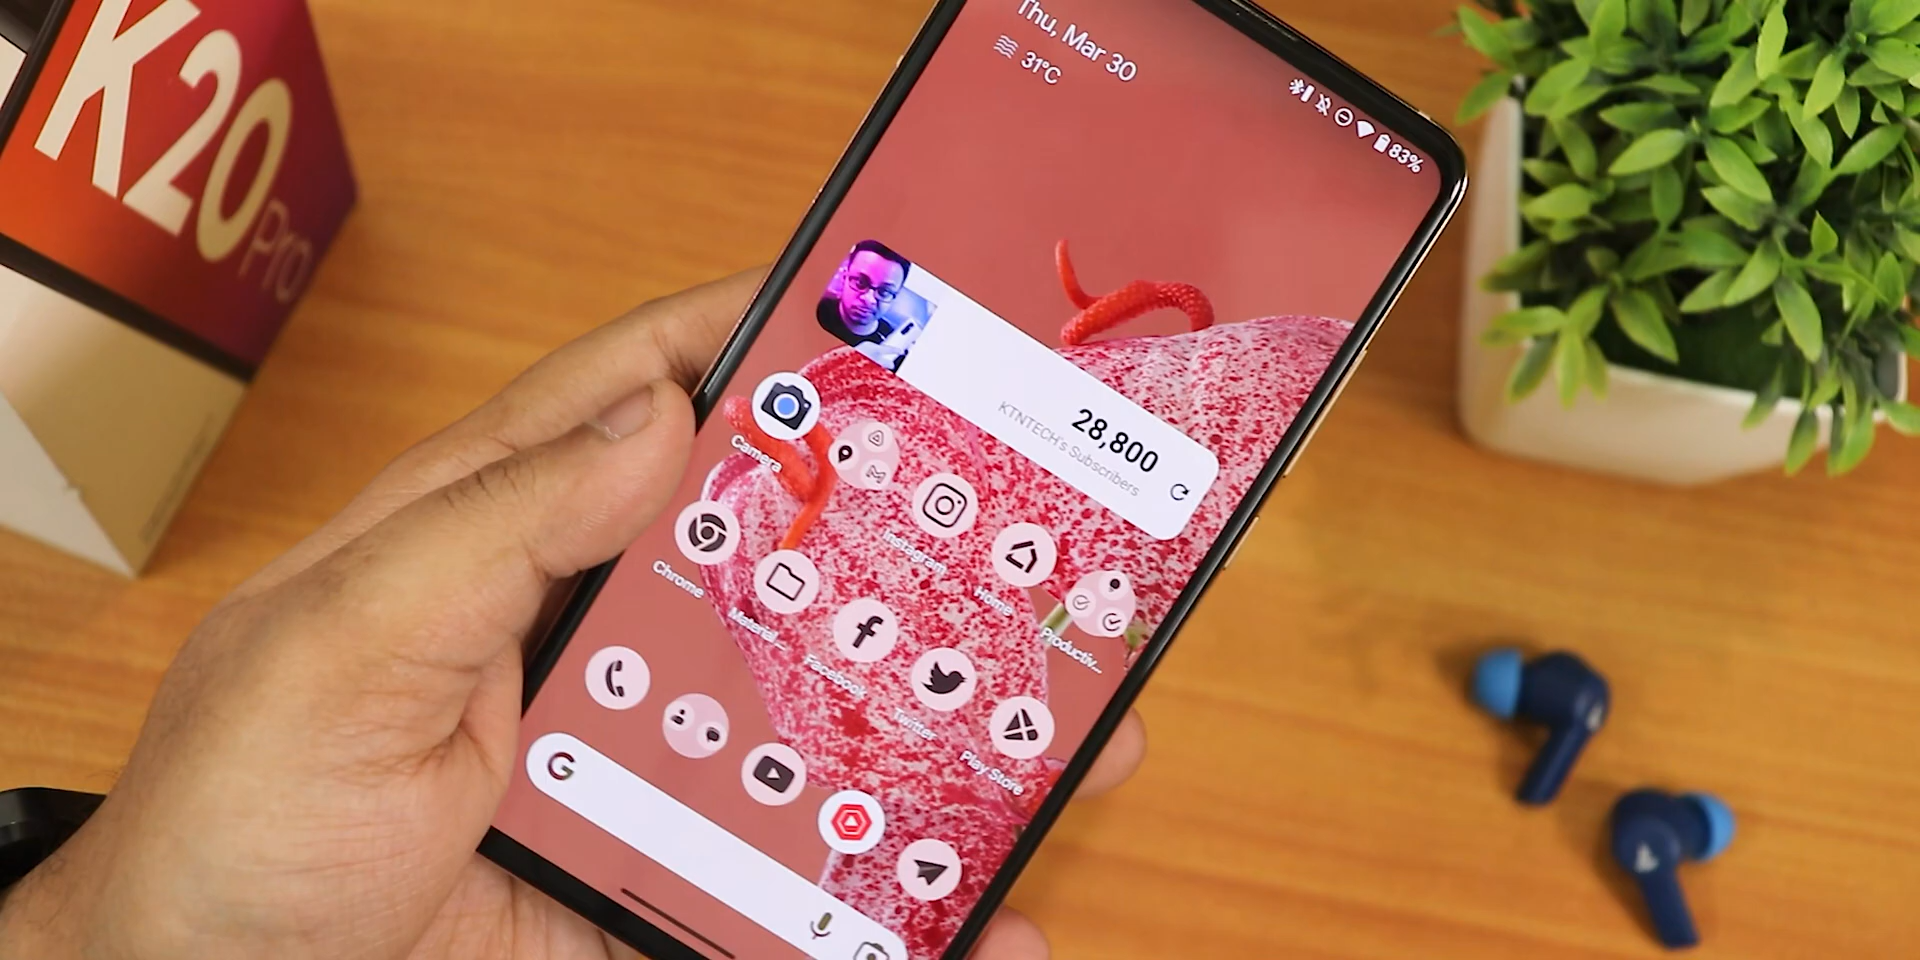 K20 Pro
Thu, Mar 30
31°C
83%
28,800
KTNTECH's Subscribers
Camera
Instagram
Home
Productiv...
Chrome
Material...
Facebook
Twitter
Play Store
G